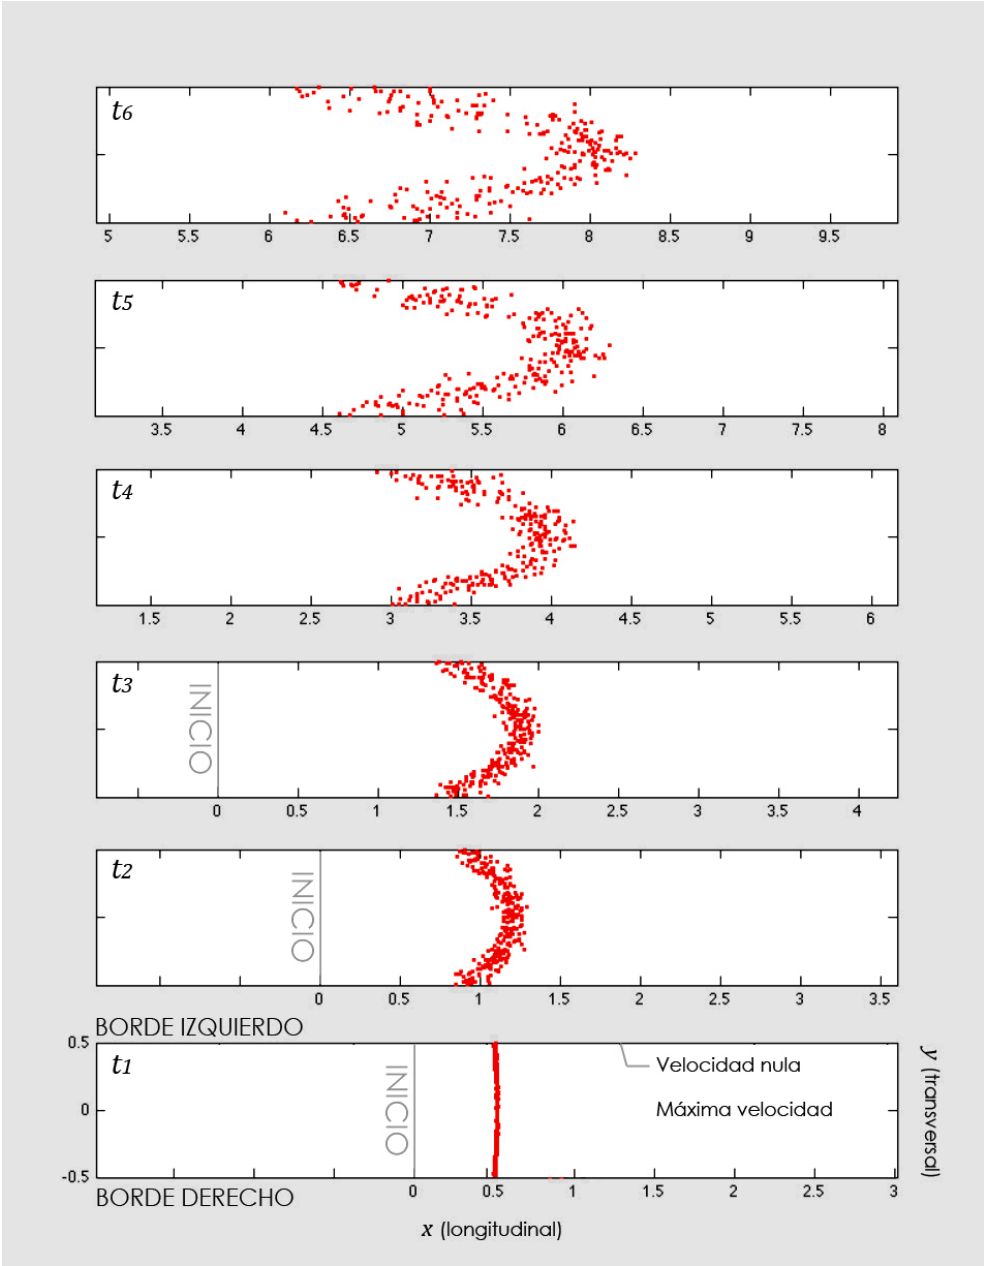 t6
5 5.5 6 6.5 7 7.5 8 8.5 9 9.5
t5
3.5 4 4.5 5 5.5 6 6.5 7 7.5 8
t4
1.5 2 2.5 3 3.5 4 4.5 5 5.5 6
t3
INICIO
0 0.5 1 1.5 2 2.5 3 3.5 4
t2
INICIO
0 0.5 1 1.5 2 2.5 3 3.5
BORDE IZQUIERDO
0.5
t1
INICIO
Velocidad nula
y (transversal)
0
Máxima velocidad
-0.5
BORDE DERECHO
0 0.5 1 1.5 2 2.5 3
x (longitudinal)